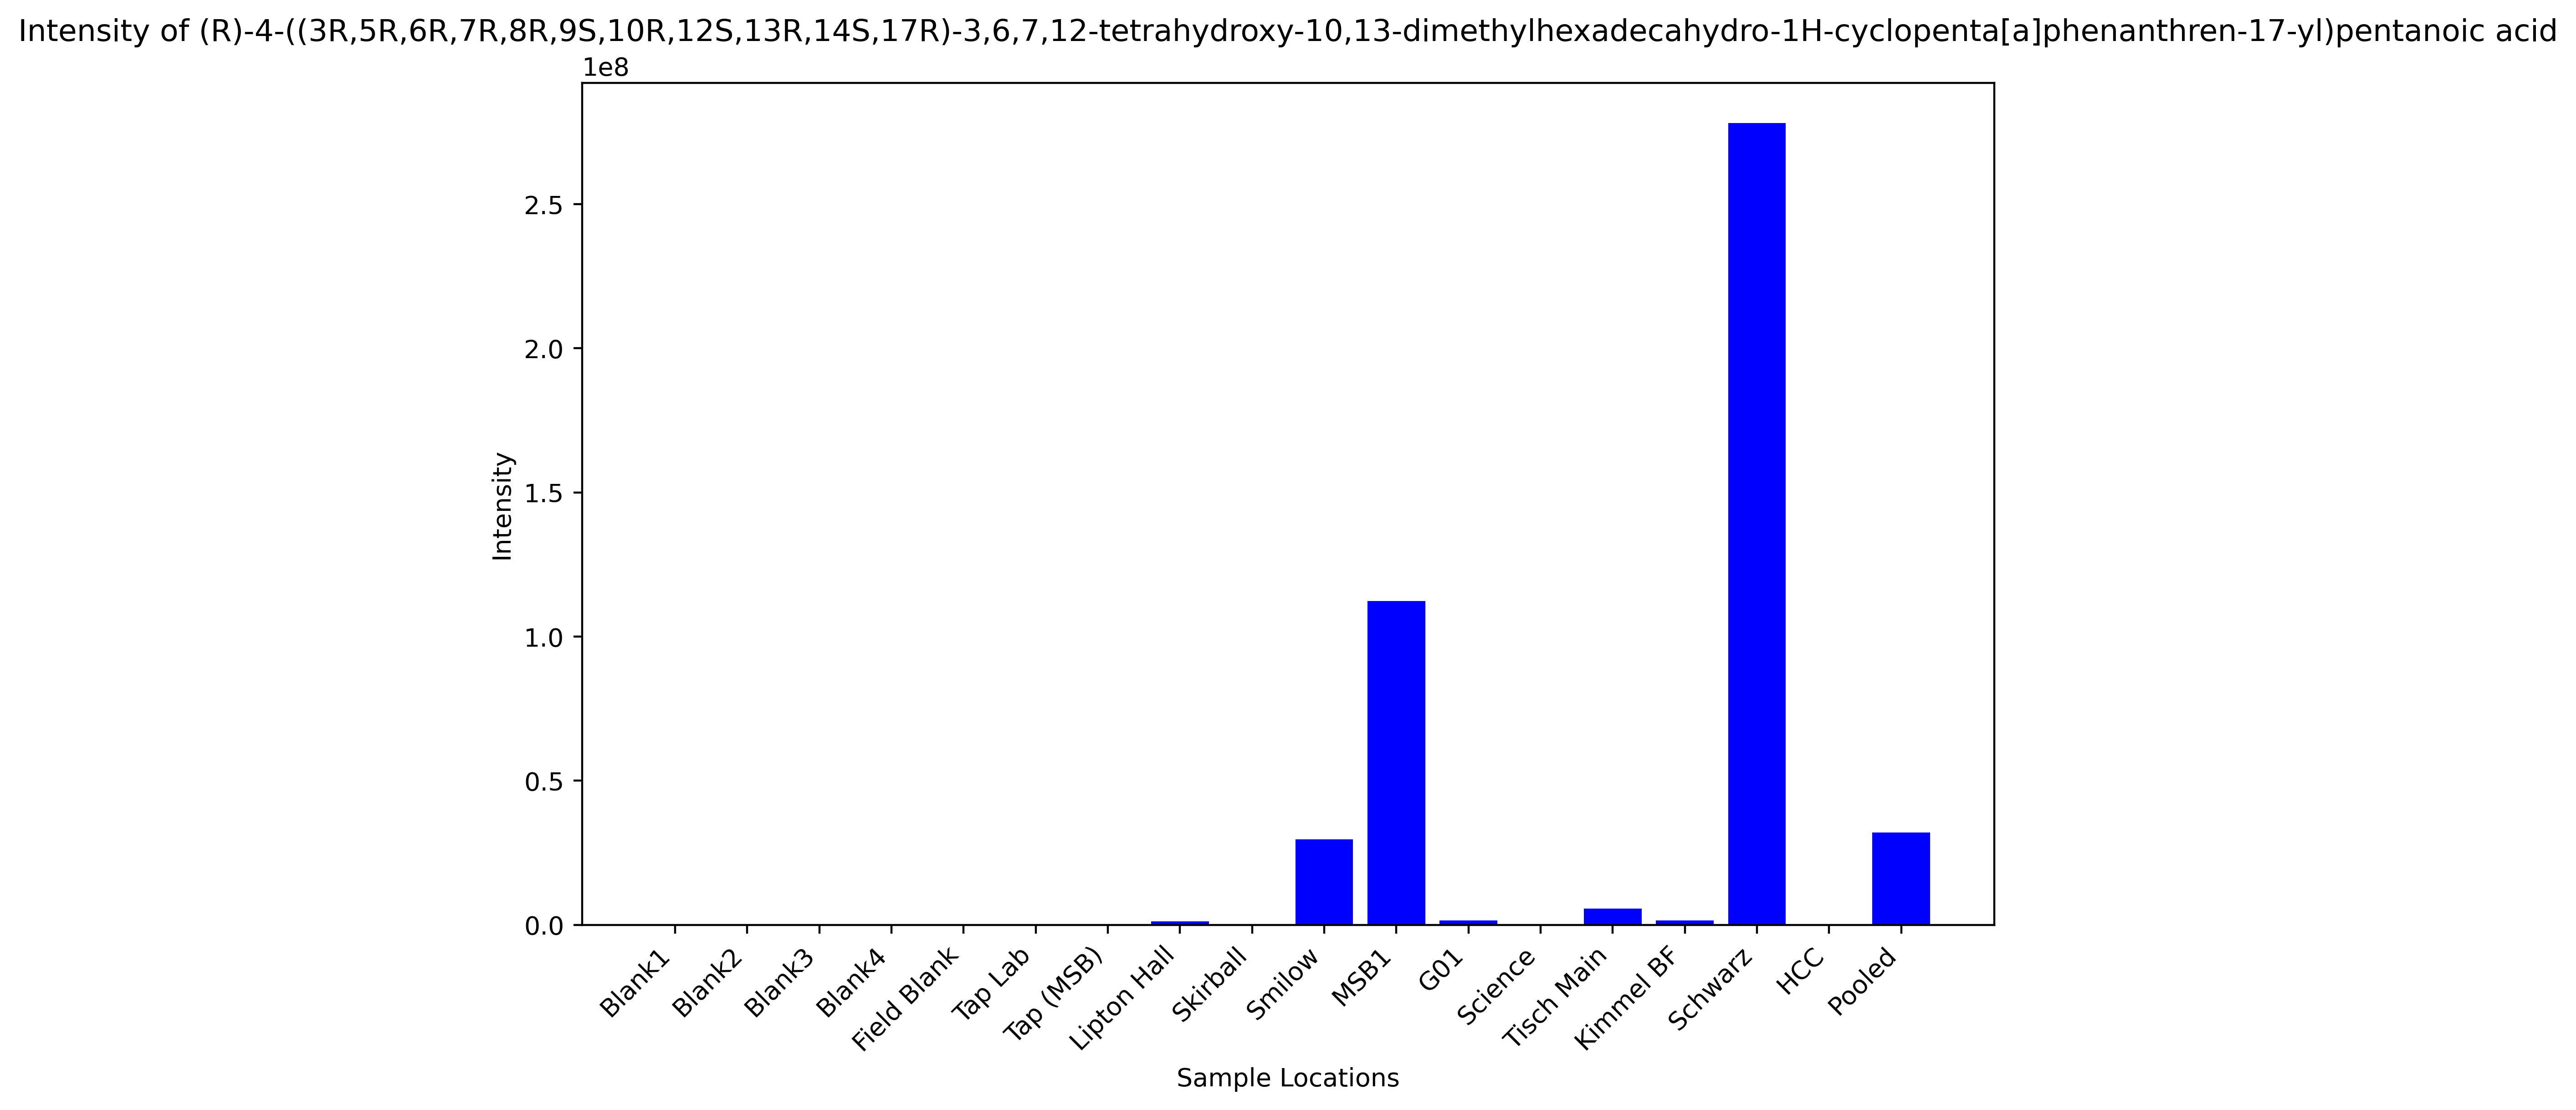 Intensity of (R)-4-((3R,5R,6R,7R,8R,9S,10R,12S,13R,14S,17R)-3,6,7,12-tetrahydroxy-10,13-dimethylhexadecahydro-1H-cyclopenta[a]phenanthren-17-yl)pentanoic acid
1e8
2.5
2.0
1.5
1.0
0.5
0.0
Intensity
Blank1
Blank2
Blank3
Blank4
Field Blank
Tap Lab
Tap (MSB)
Lipton Hall
Skirball
Smilow
MSB1
G01
Science
Tisch Main
Kimmel BF
Schwarz
HCC
Pooled
Sample Locations